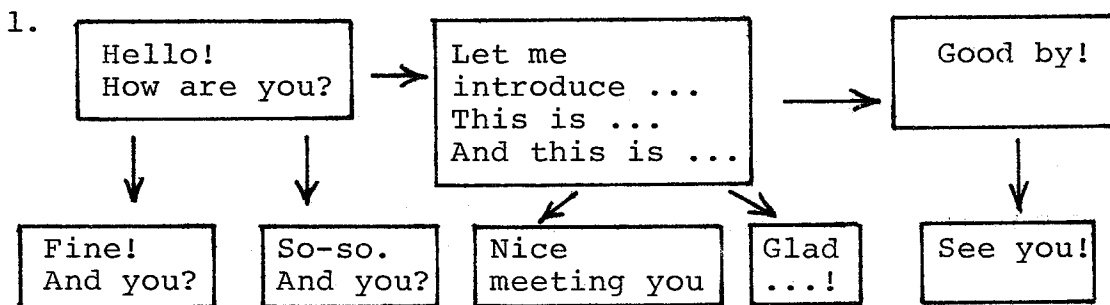 1.
Hello!
How are you?
Let me
introduce ...
This is ...
And this is ...
Good by!
Fine!
And you?
So-so.
And you?
Nice
meeting you
Glad
...!
See you!